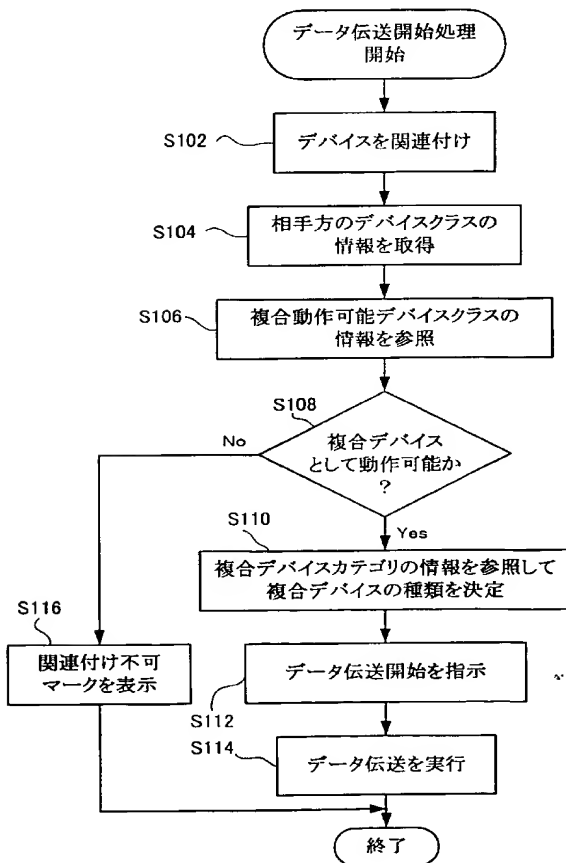 データ伝送開始処理
開始
S102
デバイスを関連付け
S104
相手方のデバイスクラスの
情報を取得
S106
複合動作可能デバイスクラスの
情報を参照
S108
No
複合デバイス
として動作可能か
?
Yes
S110
複合デバイスカテゴリの情報を参照して
複合デバイスの種類を決定
S116
関連付け不可
マークを表示
データ伝送開始を指示
S112
S114
データ伝送を実行
終了